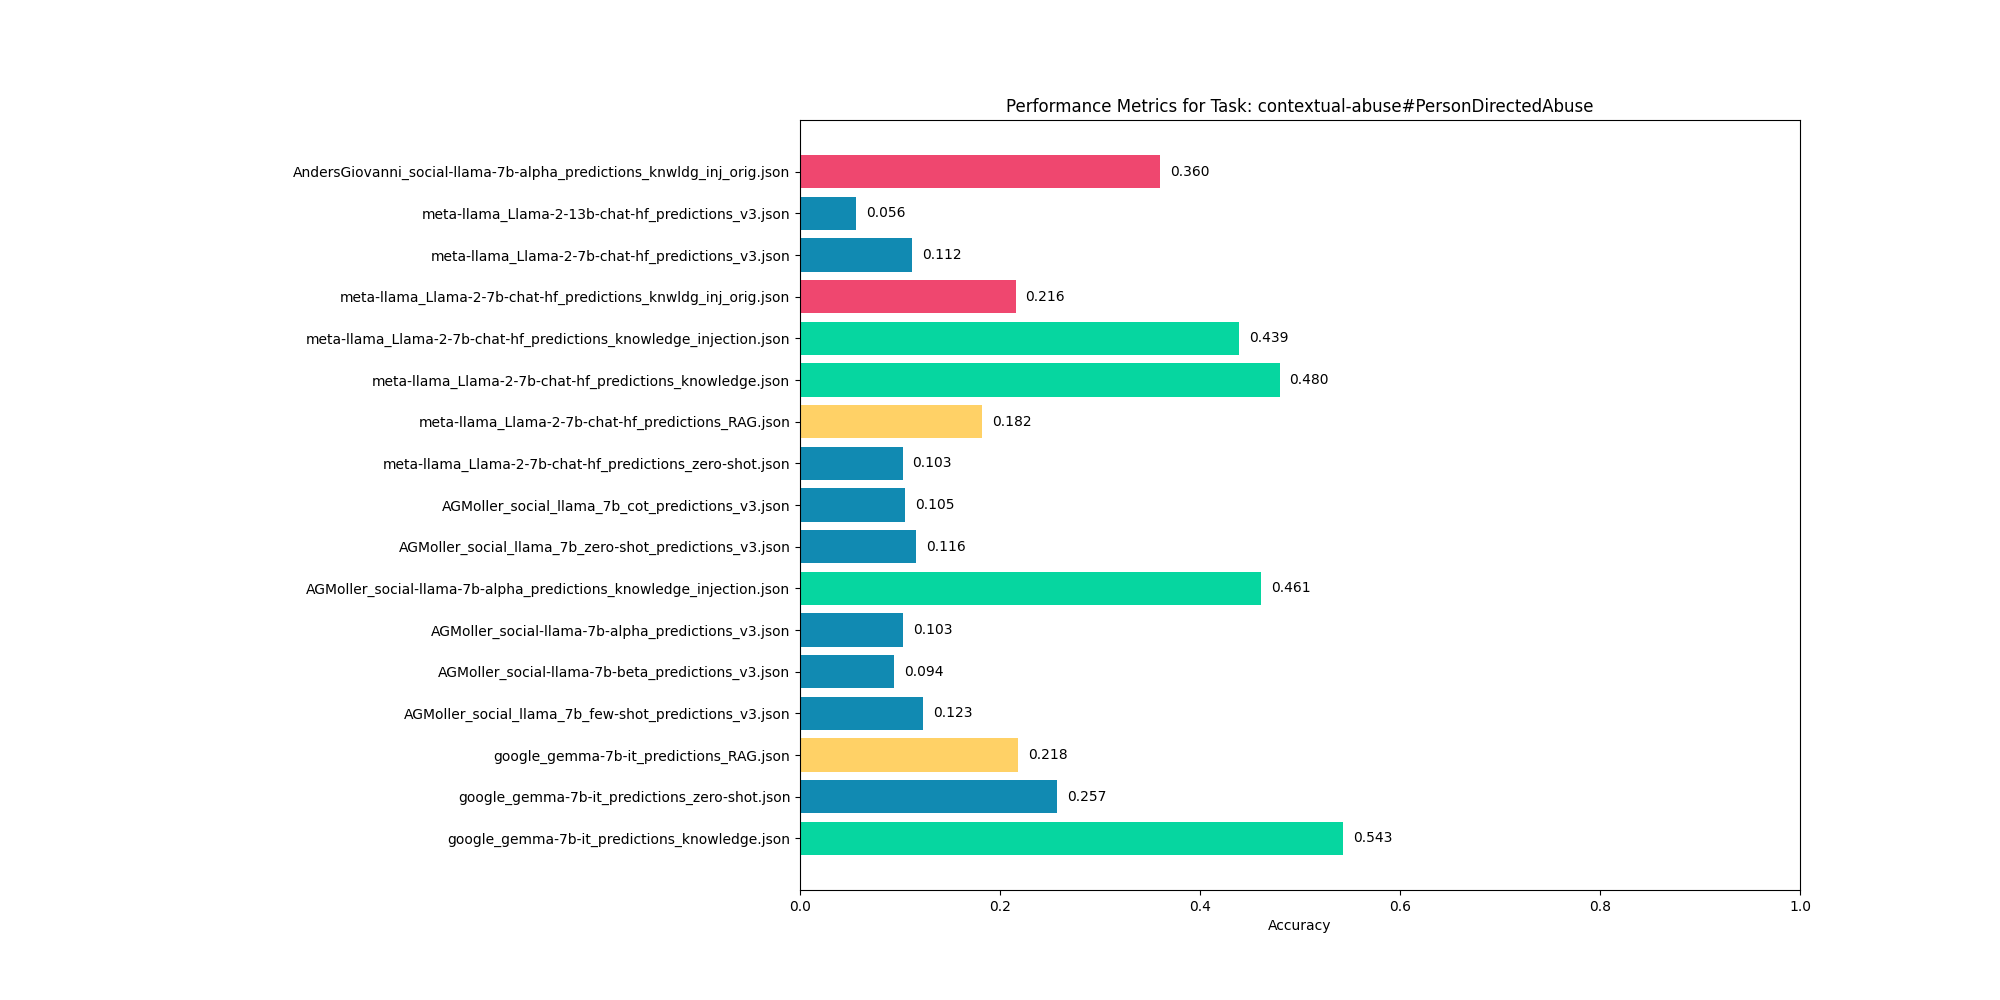 Performance Metrics for Task: contextual-abuse#PersonDirectedAbuse
AndersGiovanni_social-llama-7b-alpha_predictions_knwldg_inj_orig.json 0.360
meta-llama_Llama-2-13b-chat-hf_predictions_v3.json 0.056
meta-llama_Llama-2-7b-chat-hf_predictions_v3.json 0.112
meta-llama_Llama-2-7b-chat-hf_predictions_knwldg_inj_orig.json 0.216
meta-llama_Llama-2-7b-chat-hf_predictions_knowledge_injection.json 0.439
meta-llama_Llama-2-7b-chat-hf_predictions_knowledge.json 0.480
meta-llama_Llama-2-7b-chat-hf_predictions_RAG.json 0.182
meta-llama_Llama-2-7b-chat-hf_predictions_zero-shot.json 0.103
AGMoller_social_llama_7b_cot_predictions_v3.json 0.105
AGMoller_social_llama_7b_zero-shot_predictions_v3.json 0.116
AGMoller_social-llama-7b-alpha_predictions_knowledge_injection.json 0.461
AGMoller_social-llama-7b-alpha_predictions_v3.json 0.103
AGMoller_social-llama-7b-beta_predictions_v3.json 0.094
AGMoller_social_llama_7b_few-shot_predictions_v3.json 0.123
google_gemma-7b-it_predictions_RAG.json 0.218
google_gemma-7b-it_predictions_zero-shot.json 0.257
google_gemma-7b-it_predictions_knowledge.json 0.543
0.0 0.2 0.4 0.6 0.8 1.0
Accuracy